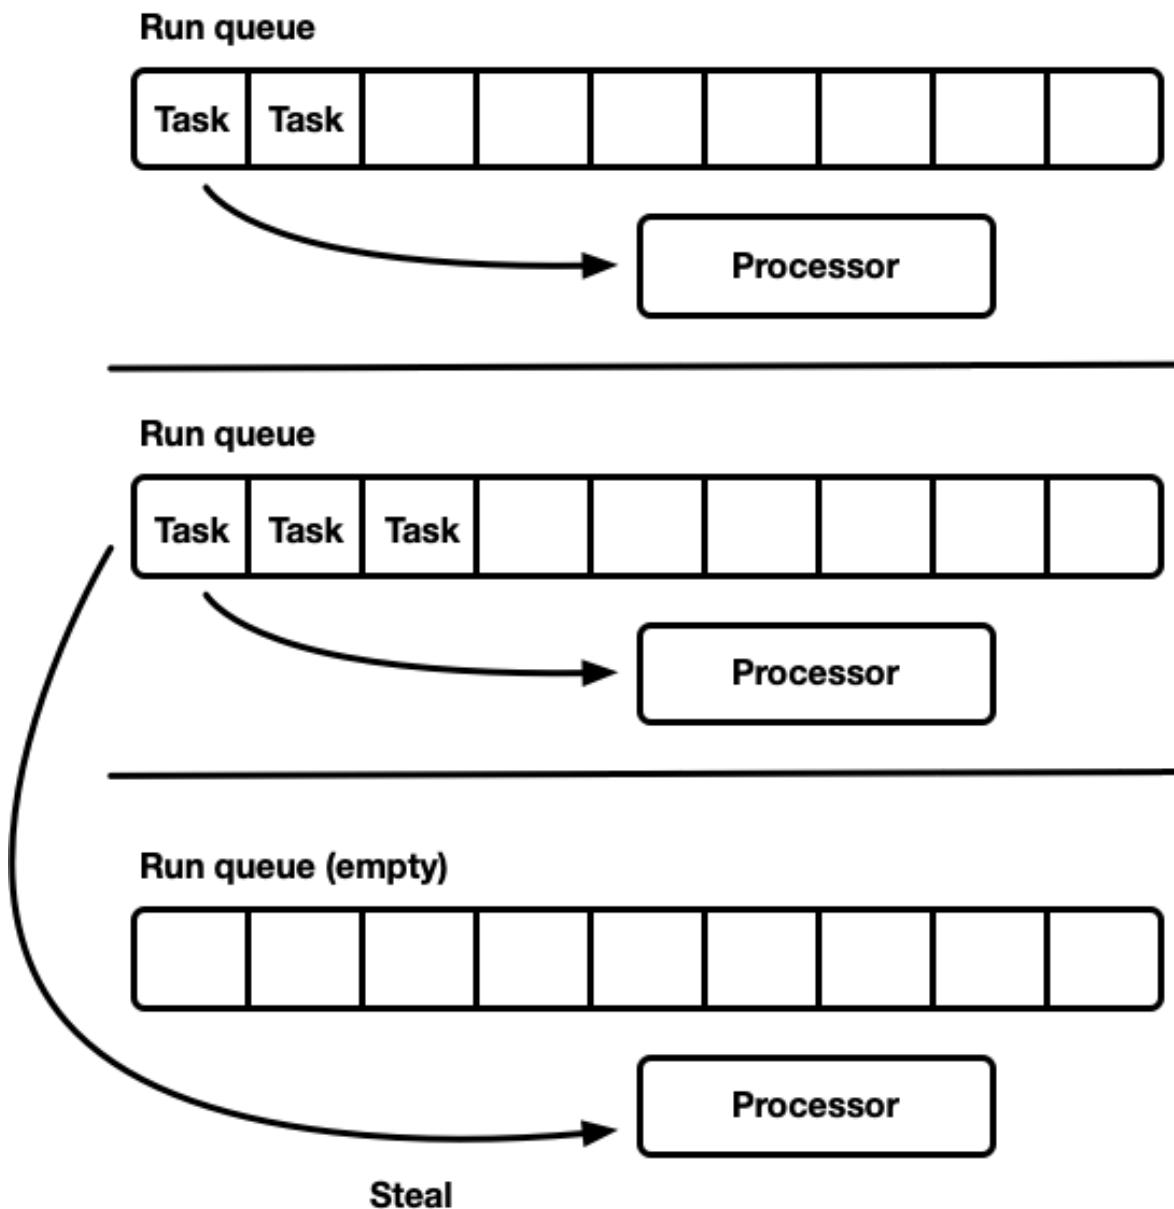 Run queue
Task Task
Processor
Run queue
Task Task Task
Processor
Run queue (empty)
Processor
Steal